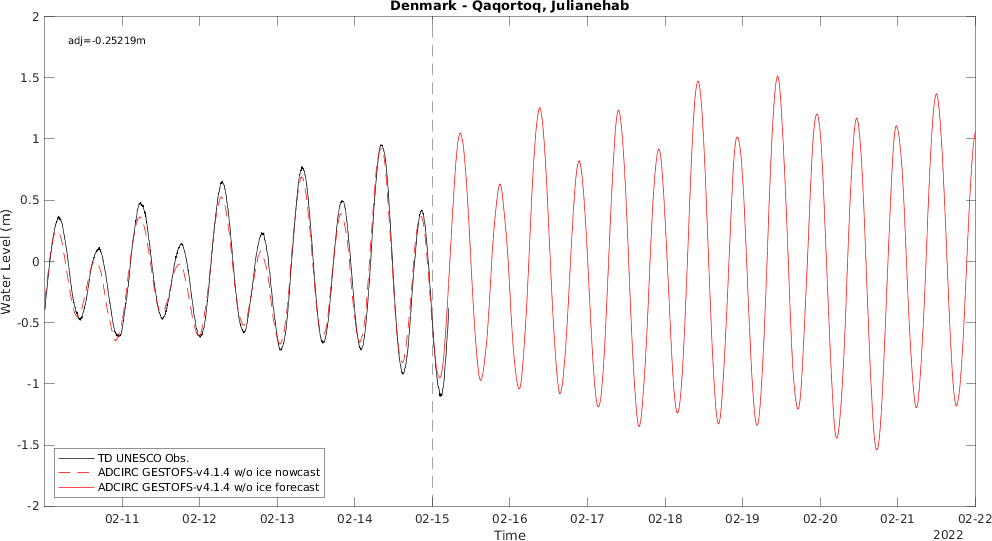 Denmark - Qaqortoq, Julianehab
adj=-0.25219m
2
1.5
1
0.5
0
-0.5
-1
-1.5
-2
Water Level (m)
TD UNESCO Obs.
ADCIRC GESTOFS-v4.1.4 w/o ice nowcast
ADCIRC GESTOFS-v4.1.4 w/o ice forecast
02-11 02-12 02-13 02-14 02-15 02-16 02-17 02-18 02-19 02-20 02-21 02-22
Time
2022